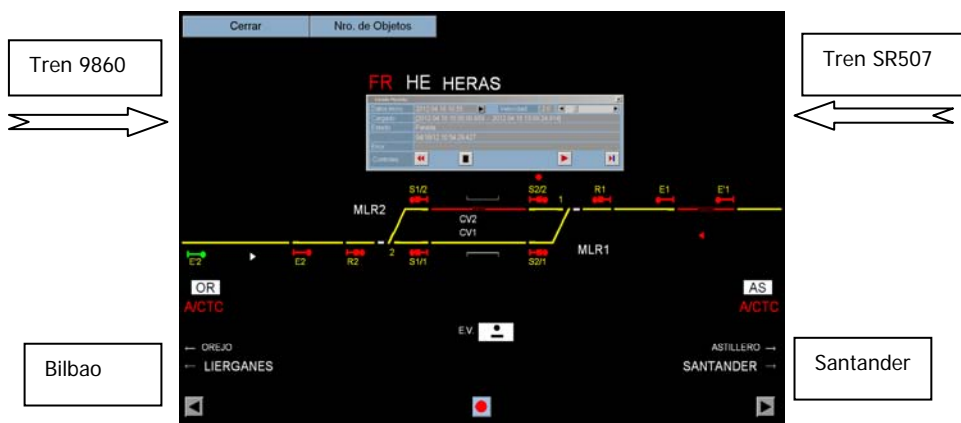 Cerrar Nro. de Objetos
Tren 9860
Tren SR507
FR HE HERAS
S1/2 S2/2 R1 E1 E'1
1
MLR2
CV2
CV1
MLR1
E'2 E2 R2 2 S1/1 S2/1
OR AS
A/CTC A/CTC
E.V.
← OREJO ASTILLERO →
← LIERGANES SANTANDER →
Bilbao
Santander